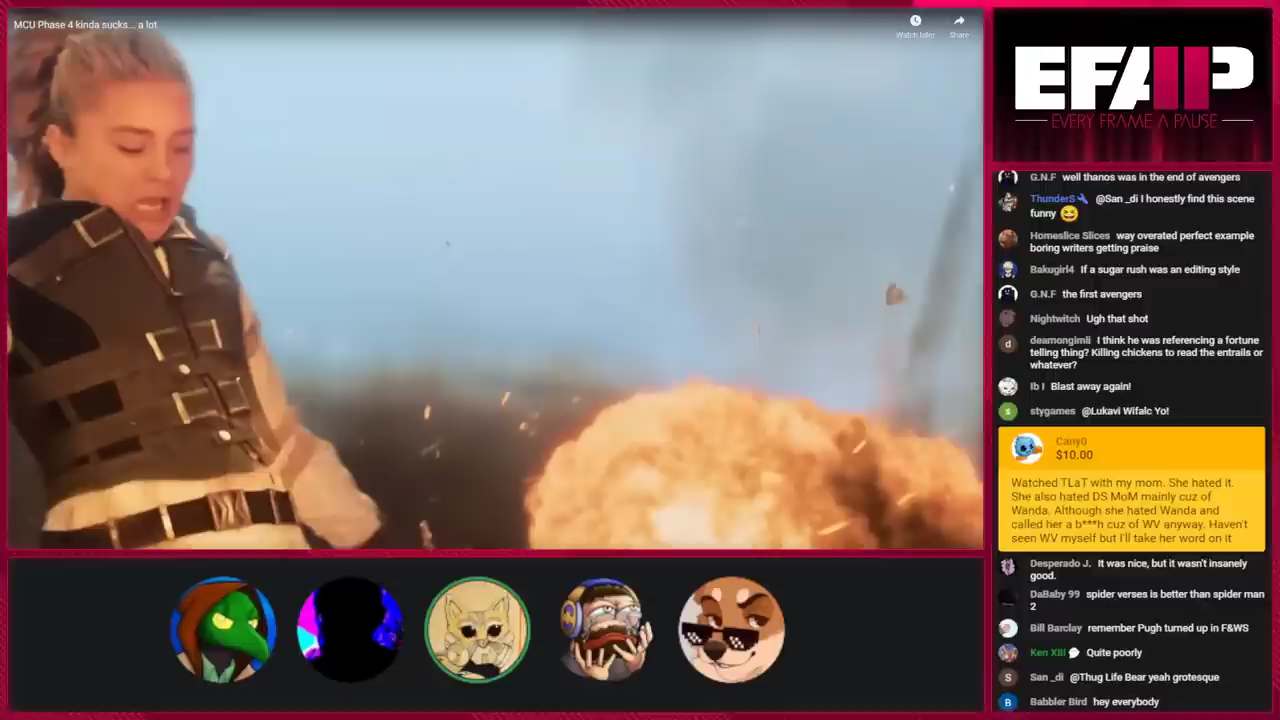 MCU Phase 4 kinda sucks... a lot
Watch later
Share
EFAP
EVERY FRAME A PAUSE
G.N.F well thanos was in the end of avengers
ThunderS @San _di I honestly find this scene
funny
Homeslice Slices way overated perfect example
boring writers getting praise
Bakugirl4 If a sugar rush was an editing style
G.N.F the first avengers
Nightwitch Ugh that shot
deamongimli I think he was referencing a fortune
telling thing? Killing chickens to read the entrails or
whatever?
Ib I Blast away again!
stygames @Lukavi Wifalc Yo!
Cany0
$10.00
Watched TLaT with my mom. She hated it.
She also hated DS MoM mainly cuz of
Wanda. Although she hated Wanda and
called her a b***h cuz of WV anyway. Haven't
seen WV myself but I'll take her word on it
Desperado J. It was nice, but it wasn't insanely
good.
DaBaby 99 spider verses is better than spider man
2
Bill Barclay remember Pugh turned up in F&WS
Ken XIII Quite poorly
San _di @Thug Life Bear yeah grotesque
Babbler Bird hey everybody